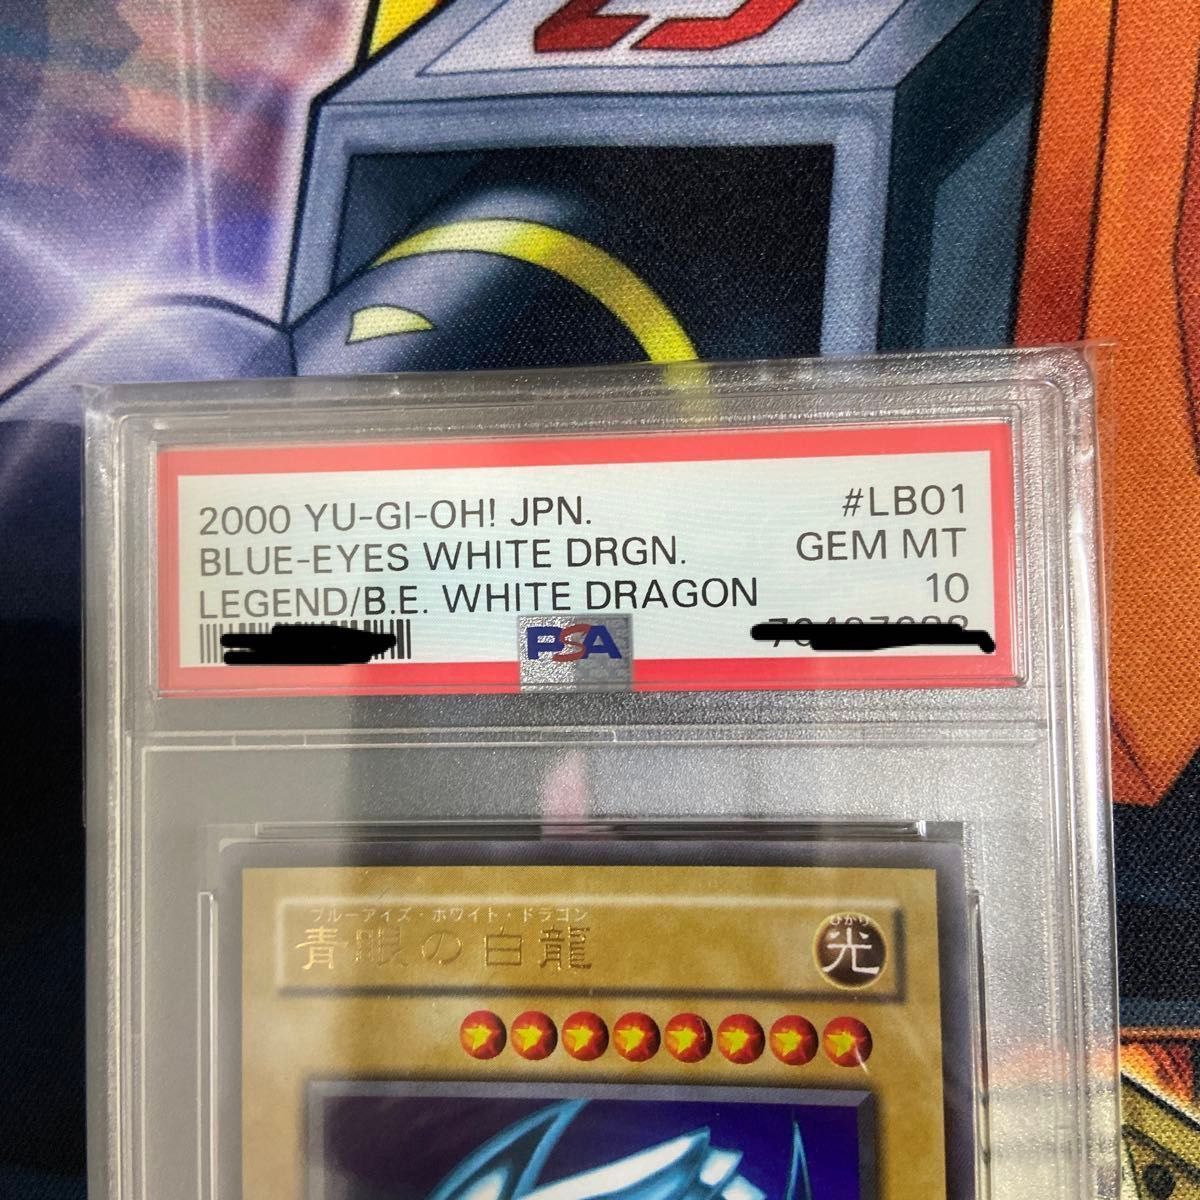 2000 YU-GI-OH! JPN.
#LB01
BLUE-EYES WHITE DRGN.
GEM MT
LEGEND/B.E. WHITE DRAGON
10
PSA
ブルーアイズ・ホワイト・ドラゴン
青眼の白龍
ひかり
光